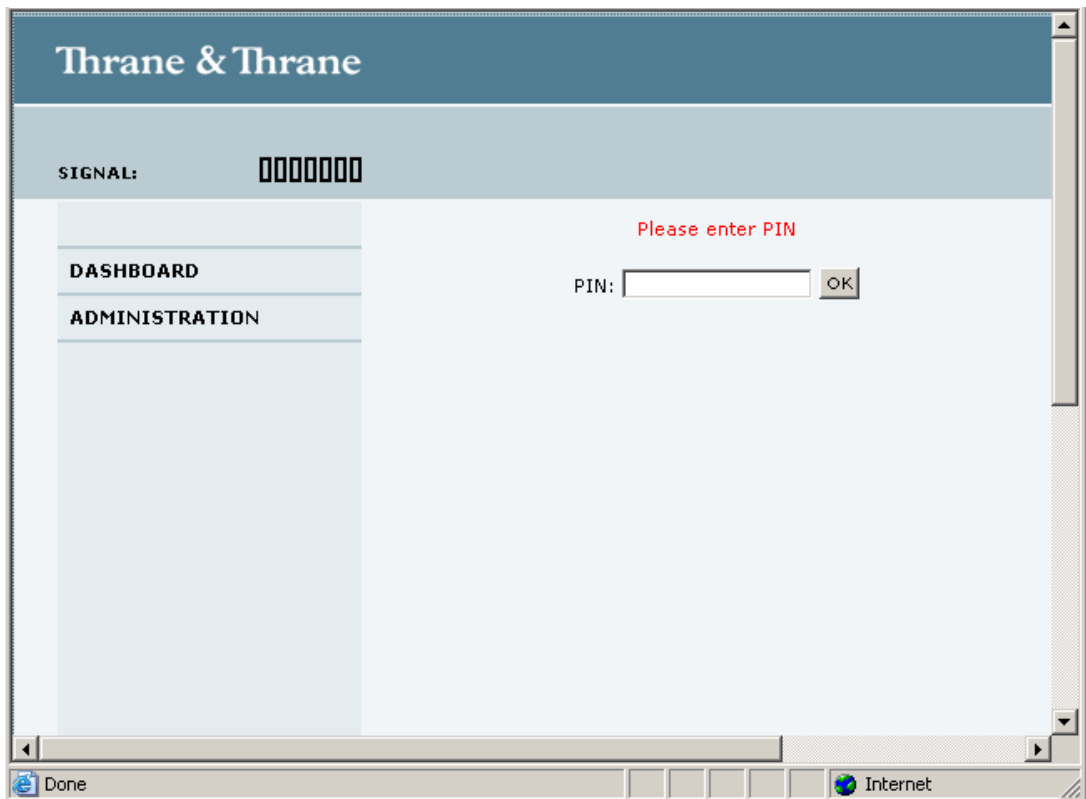 Thrane & Thrane
SIGNAL:
Please enter PIN
DASHBOARD
PIN: OK
ADMINISTRATION
Done Internet